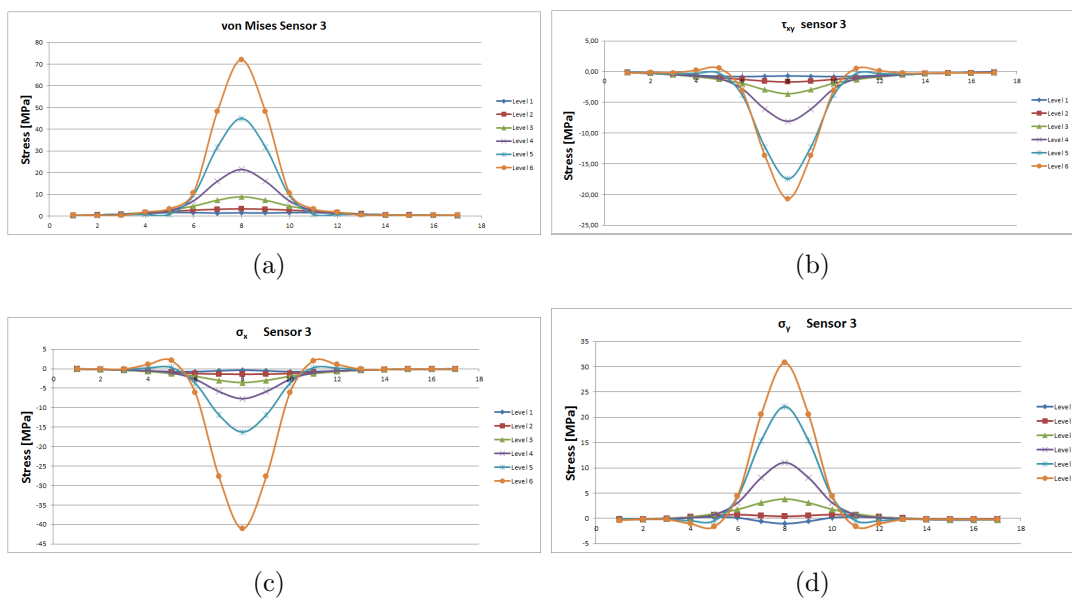 von Mises Sensor 3
Stress [MPa]
80
70
60
50
40
30
20
10
0
0 2 4 6 8 10 12 14 16 18
Level 1
Level 2
Level 3
Level 4
Level 5
Level 6
(a)
τxy sensor 3
Stress [MPa]
5,00
0,00
-5,00
-10,00
-15,00
-20,00
-25,00
0 2 4 6 8 10 12 14 16 18
Level 1
Level 2
Level 3
Level 4
Level 5
Level 6
(b)
σx Sensor 3
Stress [MPa]
5
0
-5
-10
-15
-20
-25
-30
-35
-40
-45
0 2 4 6 8 10 12 14 16 18
Level 1
Level 2
Level 3
Level 4
Level 5
Level 6
(c)
σy Sensor 3
Stress [MPa]
35
30
25
20
15
10
5
0
-5
0 2 4 6 8 10 12 14 16 18
Level 1
Level
Level
Level
Level
Level
(d)